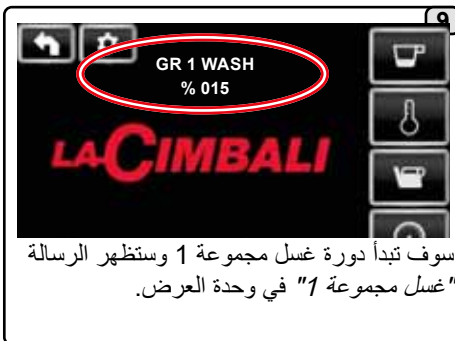 9
GR 1 WASH
% 015
LACIMBALI
سوف تبدأ دورة غسل مجموعة 1 وستظهر الرسالة
"غسل مجموعة 1" في وحدة العرض.